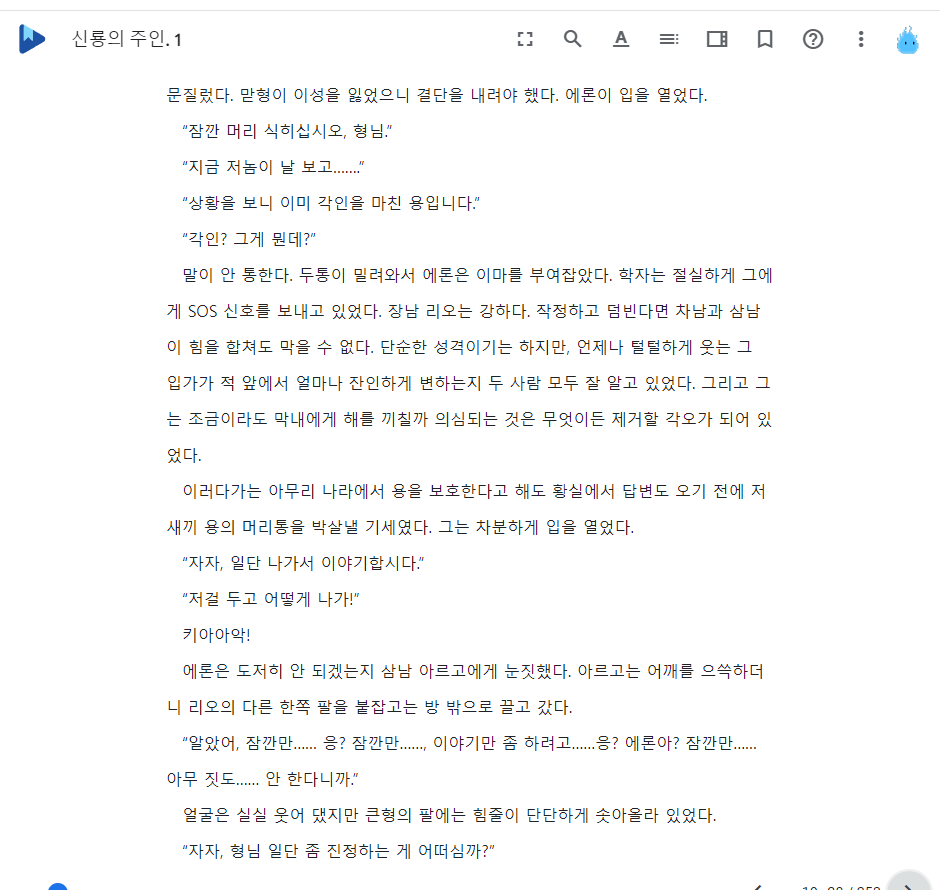 신룡의 주인. 1
문질렀다. 맏형이 이성을 잃었으니 결단을 내려야 했다. 에론이 입을 열었다.
“잠깐 머리 식히십시오, 형님.”
“지금 저놈이 날 보고…….”
“상황을 보니 이미 각인을 마친 용입니다.”
“각인? 그게 뭔데?”
말이 안 통한다. 두통이 밀려와서 에론은 이마를 부여잡았다. 학자는 절실하게 그에
게 SOS 신호를 보내고 있었다. 장남 리오는 강하다. 작정하고 덤빈다면 차남과 삼남
이 힘을 합쳐도 막을 수 없다. 단순한 성격이기는 하지만, 언제나 털털하게 웃는 그
입가가 적 앞에서 얼마나 잔인하게 변하는지 두 사람 모두 잘 알고 있었다. 그리고 그
는 조금이라도 막내에게 해를 끼칠까 의심되는 것은 무엇이든 제거할 각오가 되어 있
었다.
이러다가는 아무리 나라에서 용을 보호한다고 해도 황실에서 답변도 오기 전에 저
새끼 용의 머리통을 박살낼 기세였다. 그는 차분하게 입을 열었다.
“자자, 일단 나가서 이야기합시다.”
“저걸 두고 어떻게 나가!”
키아아악!
에론은 도저히 안 되겠는지 삼남 아르고에게 눈짓했다. 아르고는 어깨를 으쓱하더
니 리오의 다른 한쪽 팔을 붙잡고는 방 밖으로 끌고 갔다.
“알았어, 잠깐만…… 응? 잠깐만……, 이야기만 좀 하려고……응? 에론아? 잠깐만……
아무 짓도…… 안 한다니까.”
얼굴은 실실 웃어 댔지만 큰형의 팔에는 힘줄이 단단하게 솟아올라 있었다.
“자자, 형님 일단 좀 진정하는 게 어떠심까?”